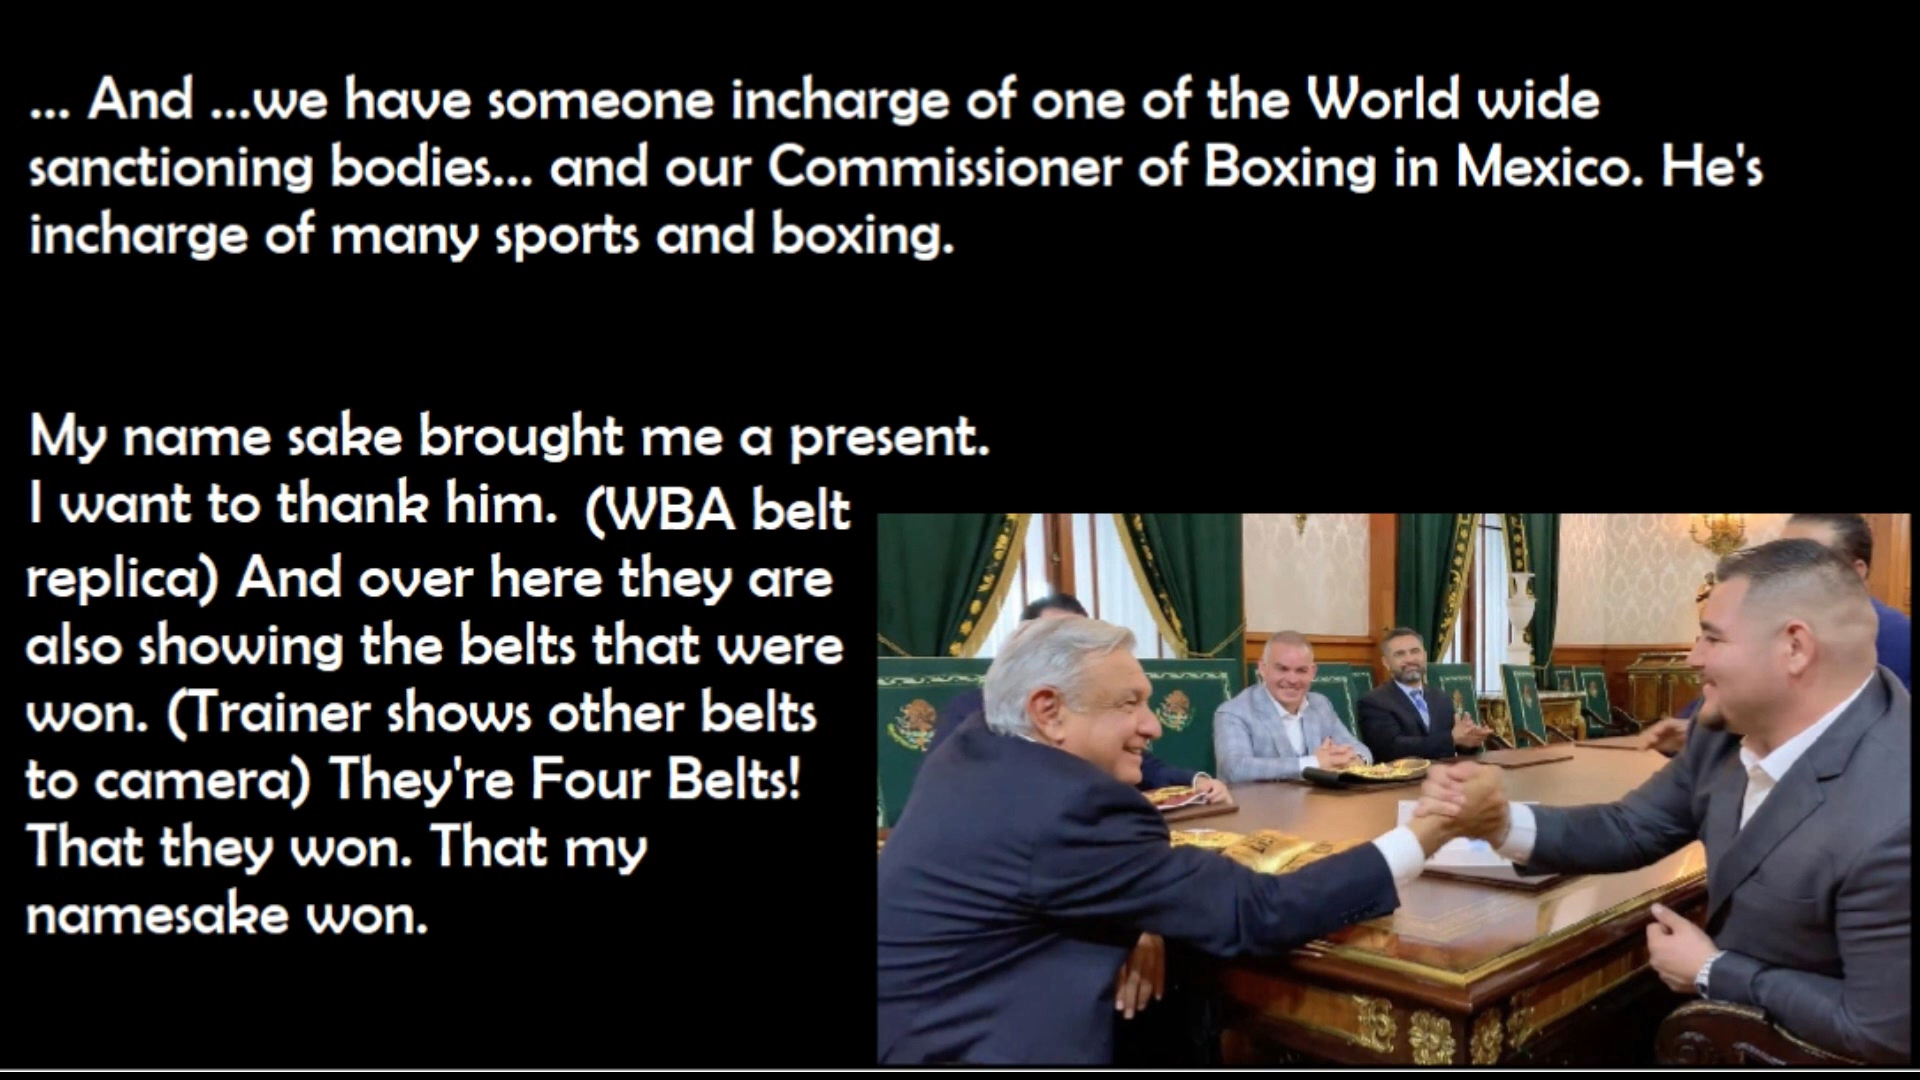 ... And ...we have someone incharge of one of the World wide
sanctioning bodies... and our Commissioner of Boxing in Mexico. He's
incharge of many sports and boxing.
My name sake brought me a present.
I want to thank him. (WBA belt
replica) And over here they are
also showing the belts that were
won. (Trainer shows other belts
to camera) They're Four Belts!
That they won. That my
namesake won.